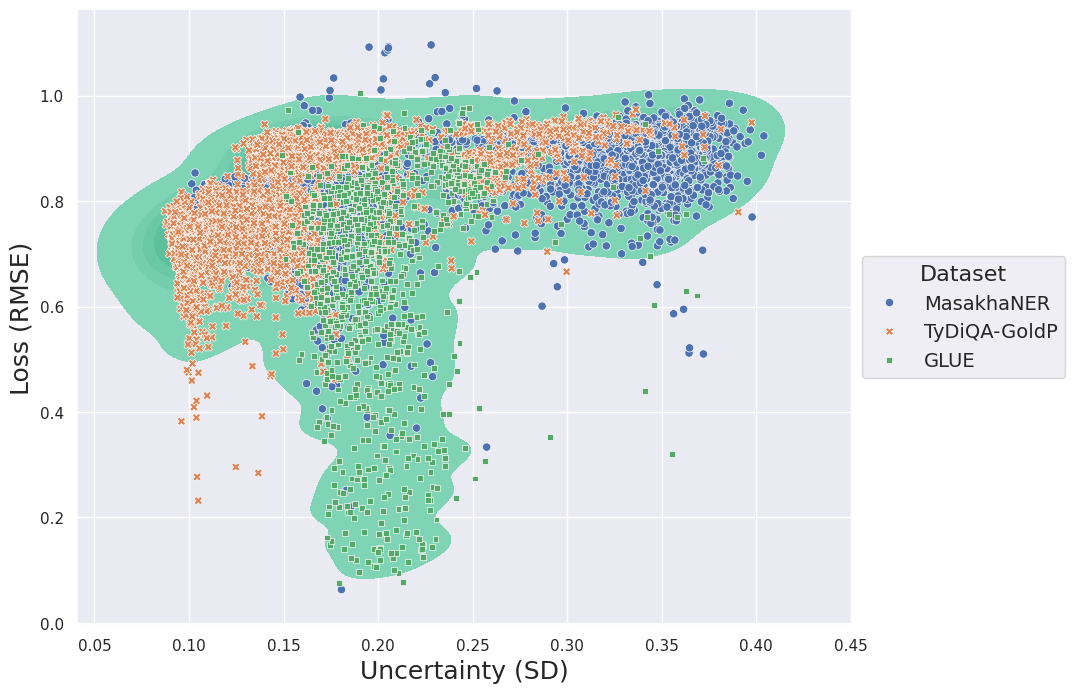 1.0
0.8
0.6
0.4
0.2
0.0
Loss (RMSE)
0.05 0.10 0.15 0.20 0.25 0.30 0.35 0.40 0.45
Uncertainty (SD)
Dataset
MasakhaNER
TyDiQA-GoldP
GLUE